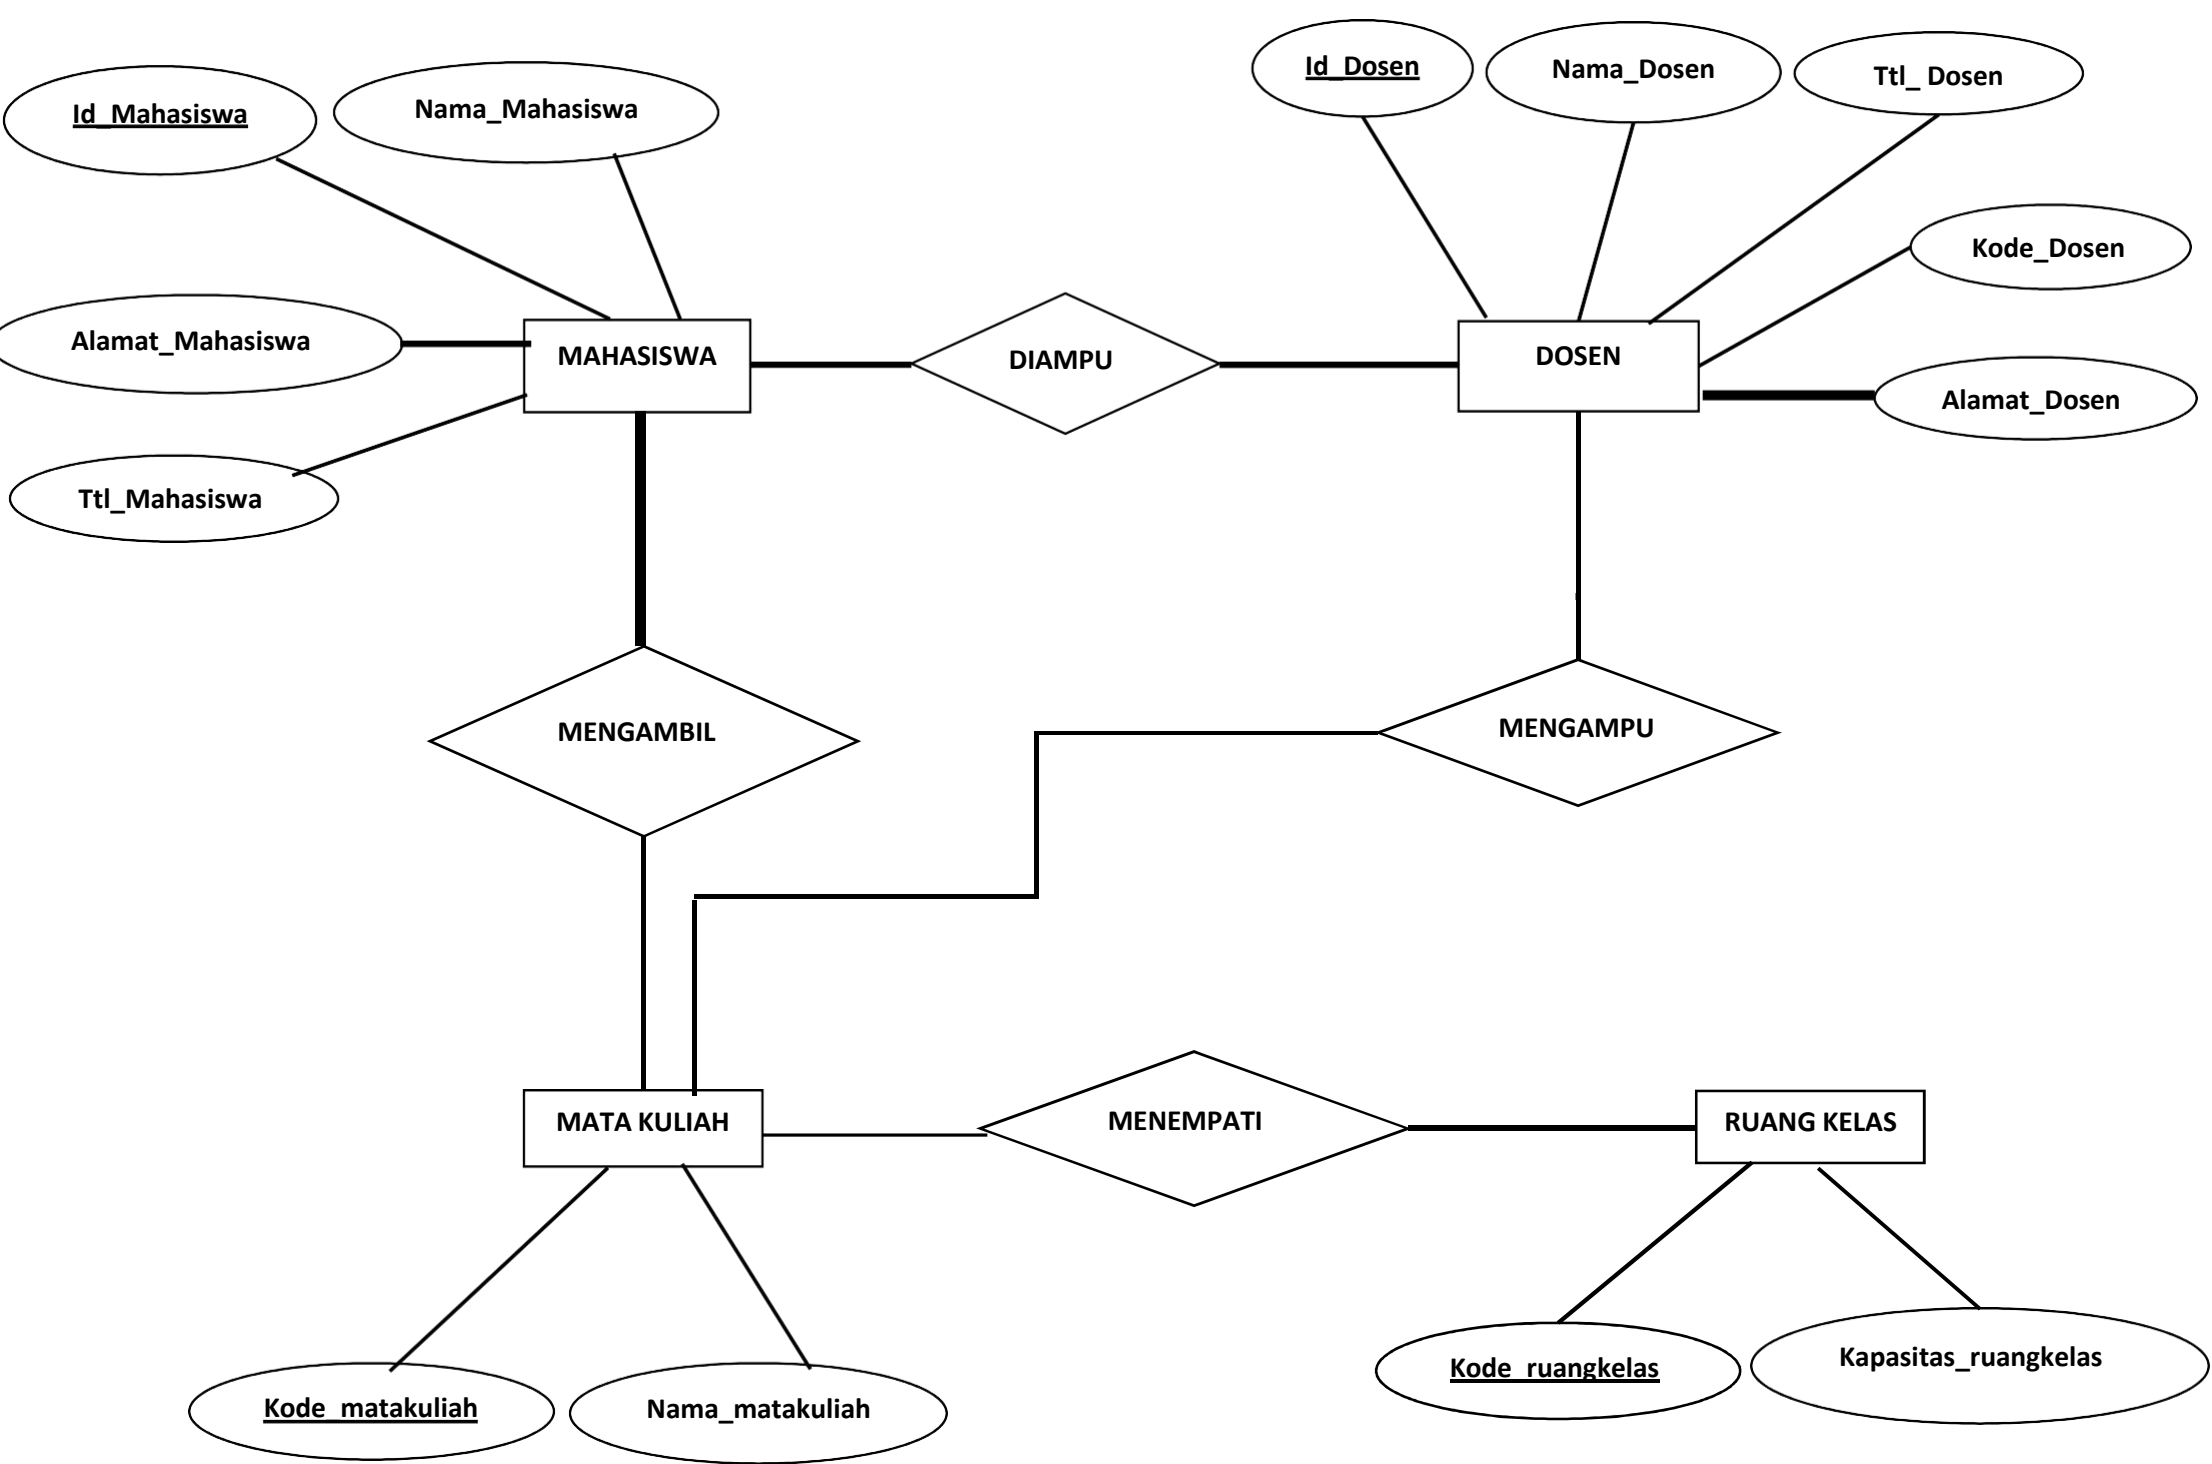 Id_Mahasiswa
Nama_Mahasiswa
Id_Dosen
Nama_Dosen
Ttl_ Dosen
Kode_Dosen
Alamat_Mahasiswa
MAHASISWA
DIAMPU
DOSEN
Alamat_Dosen
Ttl_Mahasiswa
MENGAMBIL
MENGAMPU
MATA KULIAH
MENEMPATI
RUANG KELAS
Kode_matakuliah
Nama_matakuliah
Kode_ruangkelas
Kapasitas_ruangkelas